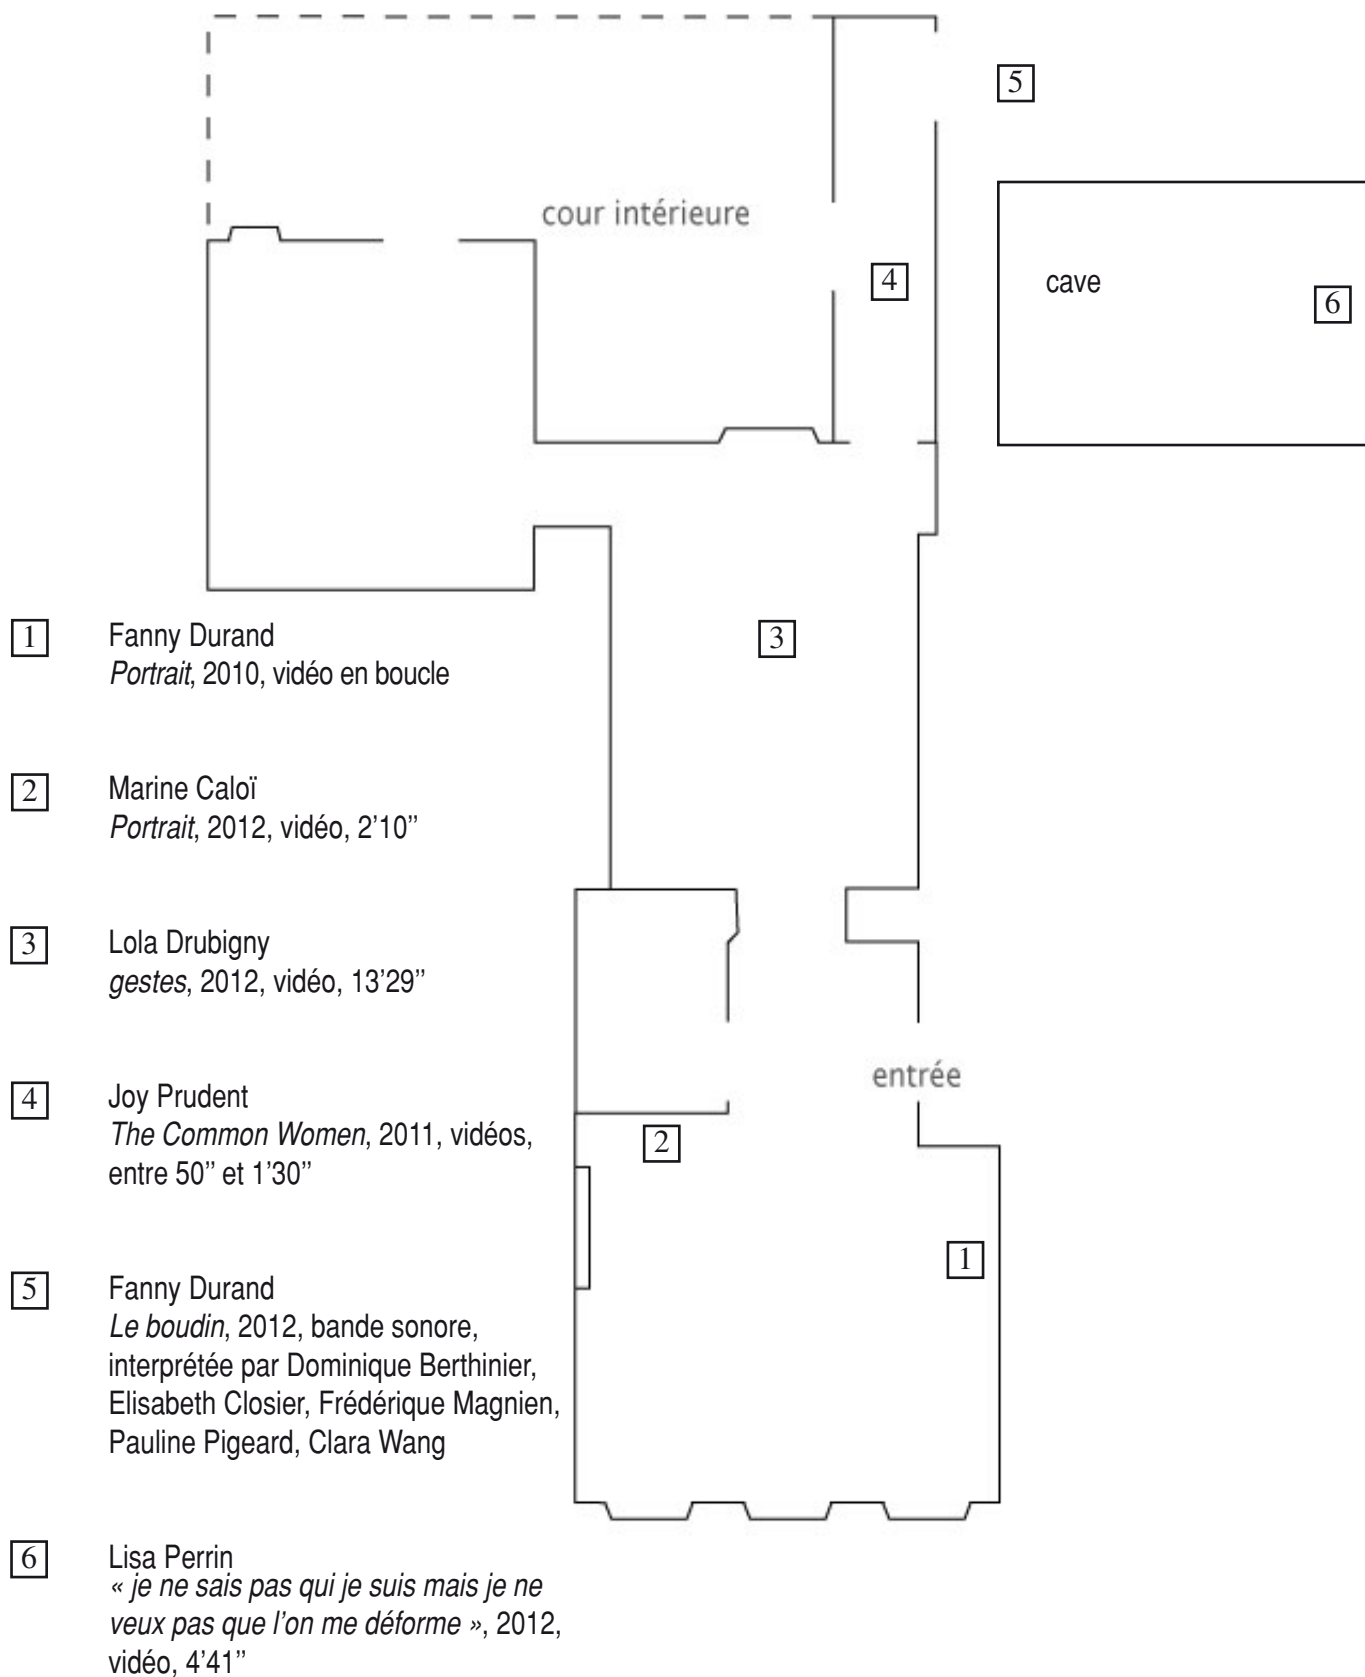 5
cour intérieure
4
cave
6
3
1
Fanny Durand
Portrait, 2010, vidéo en boucle
2
Marine Caloï
Portrait, 2012, vidéo, 2’10’’
3
Lola Drubigny
gestes, 2012, vidéo, 13’29’’
entrée
4
Joy Prudent
The Common Women, 2011, vidéos,
entre 50’’ et 1’30’’
2
1
5
Fanny Durand
Le boudin, 2012, bande sonore,
interprétée par Dominique Berthinier,
Elisabeth Closier, Frédérique Magnien,
Pauline Pigeard, Clara Wang
6
Lisa Perrin
« je ne sais pas qui je suis mais je ne
veux pas que l’on me déforme », 2012,
vidéo, 4’41’’